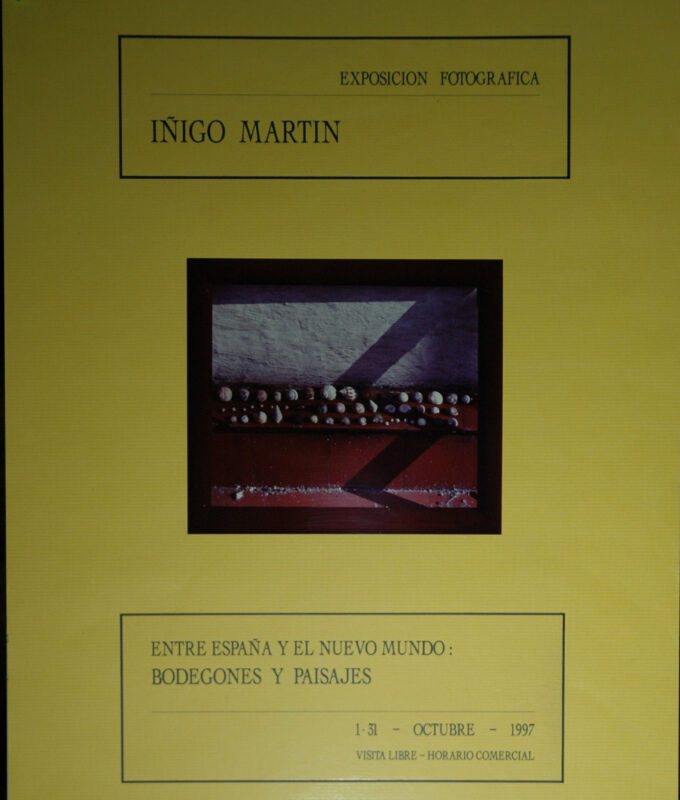 EXPOSICION FOTOGRAFICA
IÑIGO MARTIN
ENTRE ESPAÑA Y EL NUEVO MUNDO:
BODEGONES Y PAISAJES
1-31 - OCTUBRE - 1997
VISITA LIBRE - HORARIO COMERCIAL